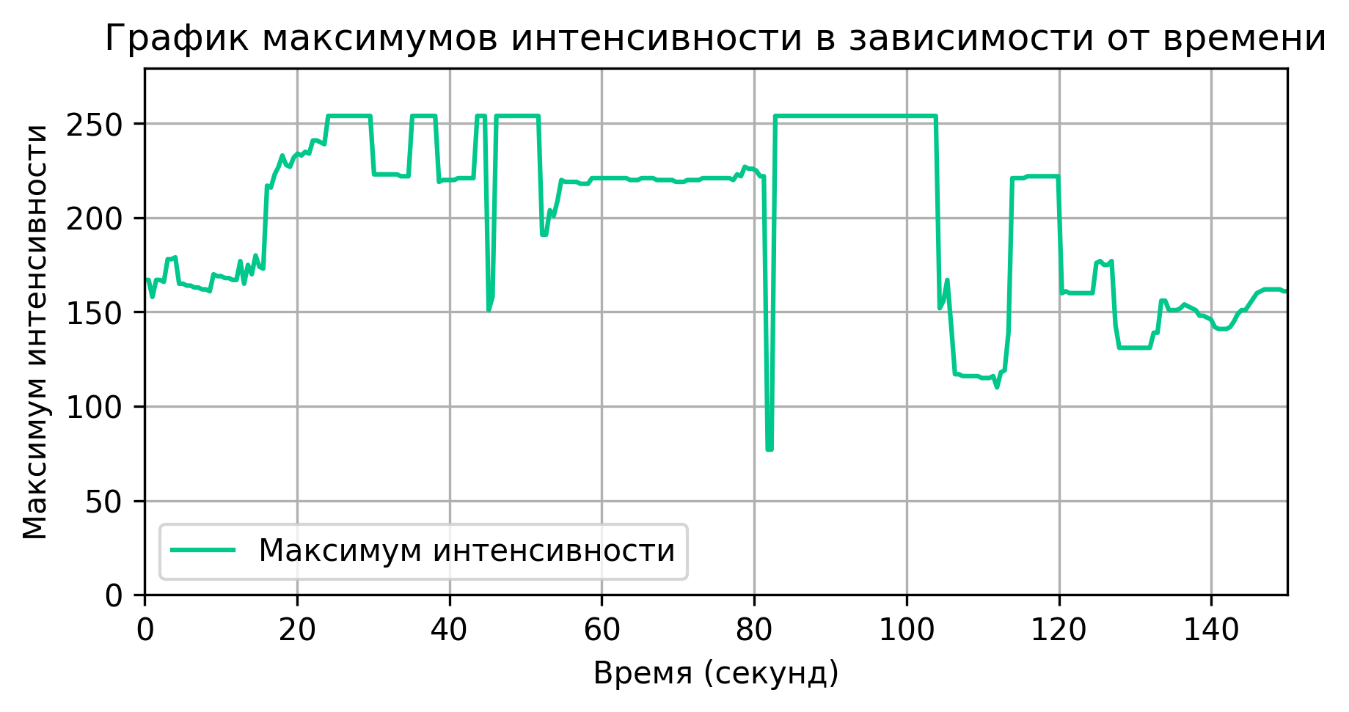 График максимумов интенсивности в зависимости от времени
Максимум интенсивности
250
200
150
100
50
0
Максимум интенсивности
0 20 40 60 80 100 120 140
Время (секунд)